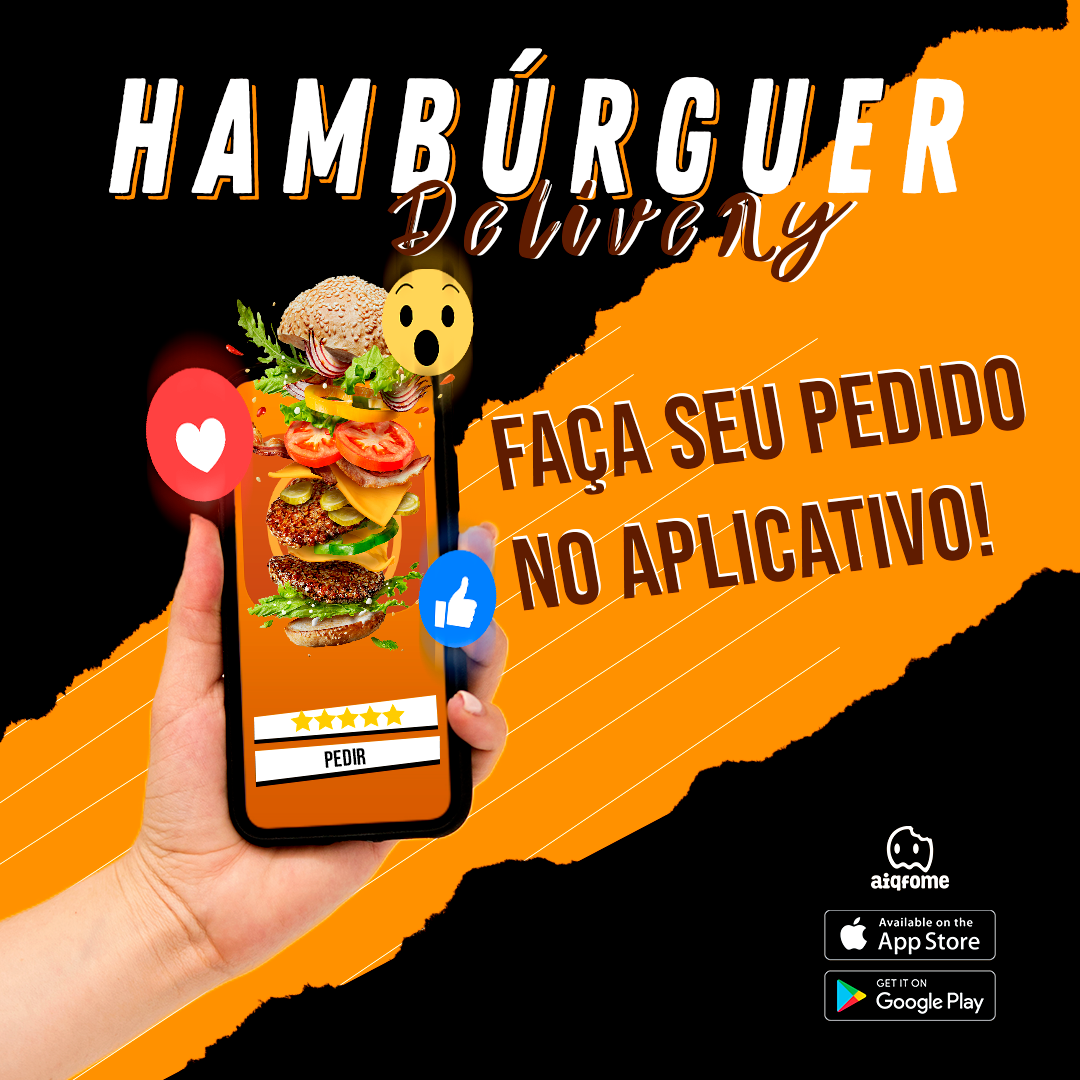 HAMBÚRGUER
Delivery
FAÇA SEU PEDIDO
NO APLICATIVO!
PEDIR
aiqfome
Available on the
App Store
GET IT ON
Google Play